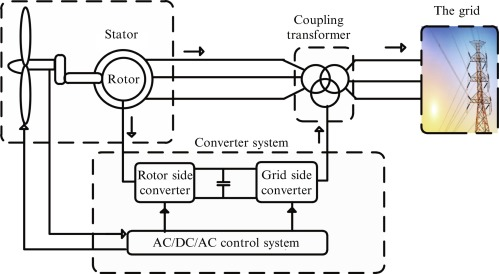 The grid
Coupling
transformer
Stator
Rotor
Converter system
Rotor side
converter
Grid side
converter
AC/DC/AC control system